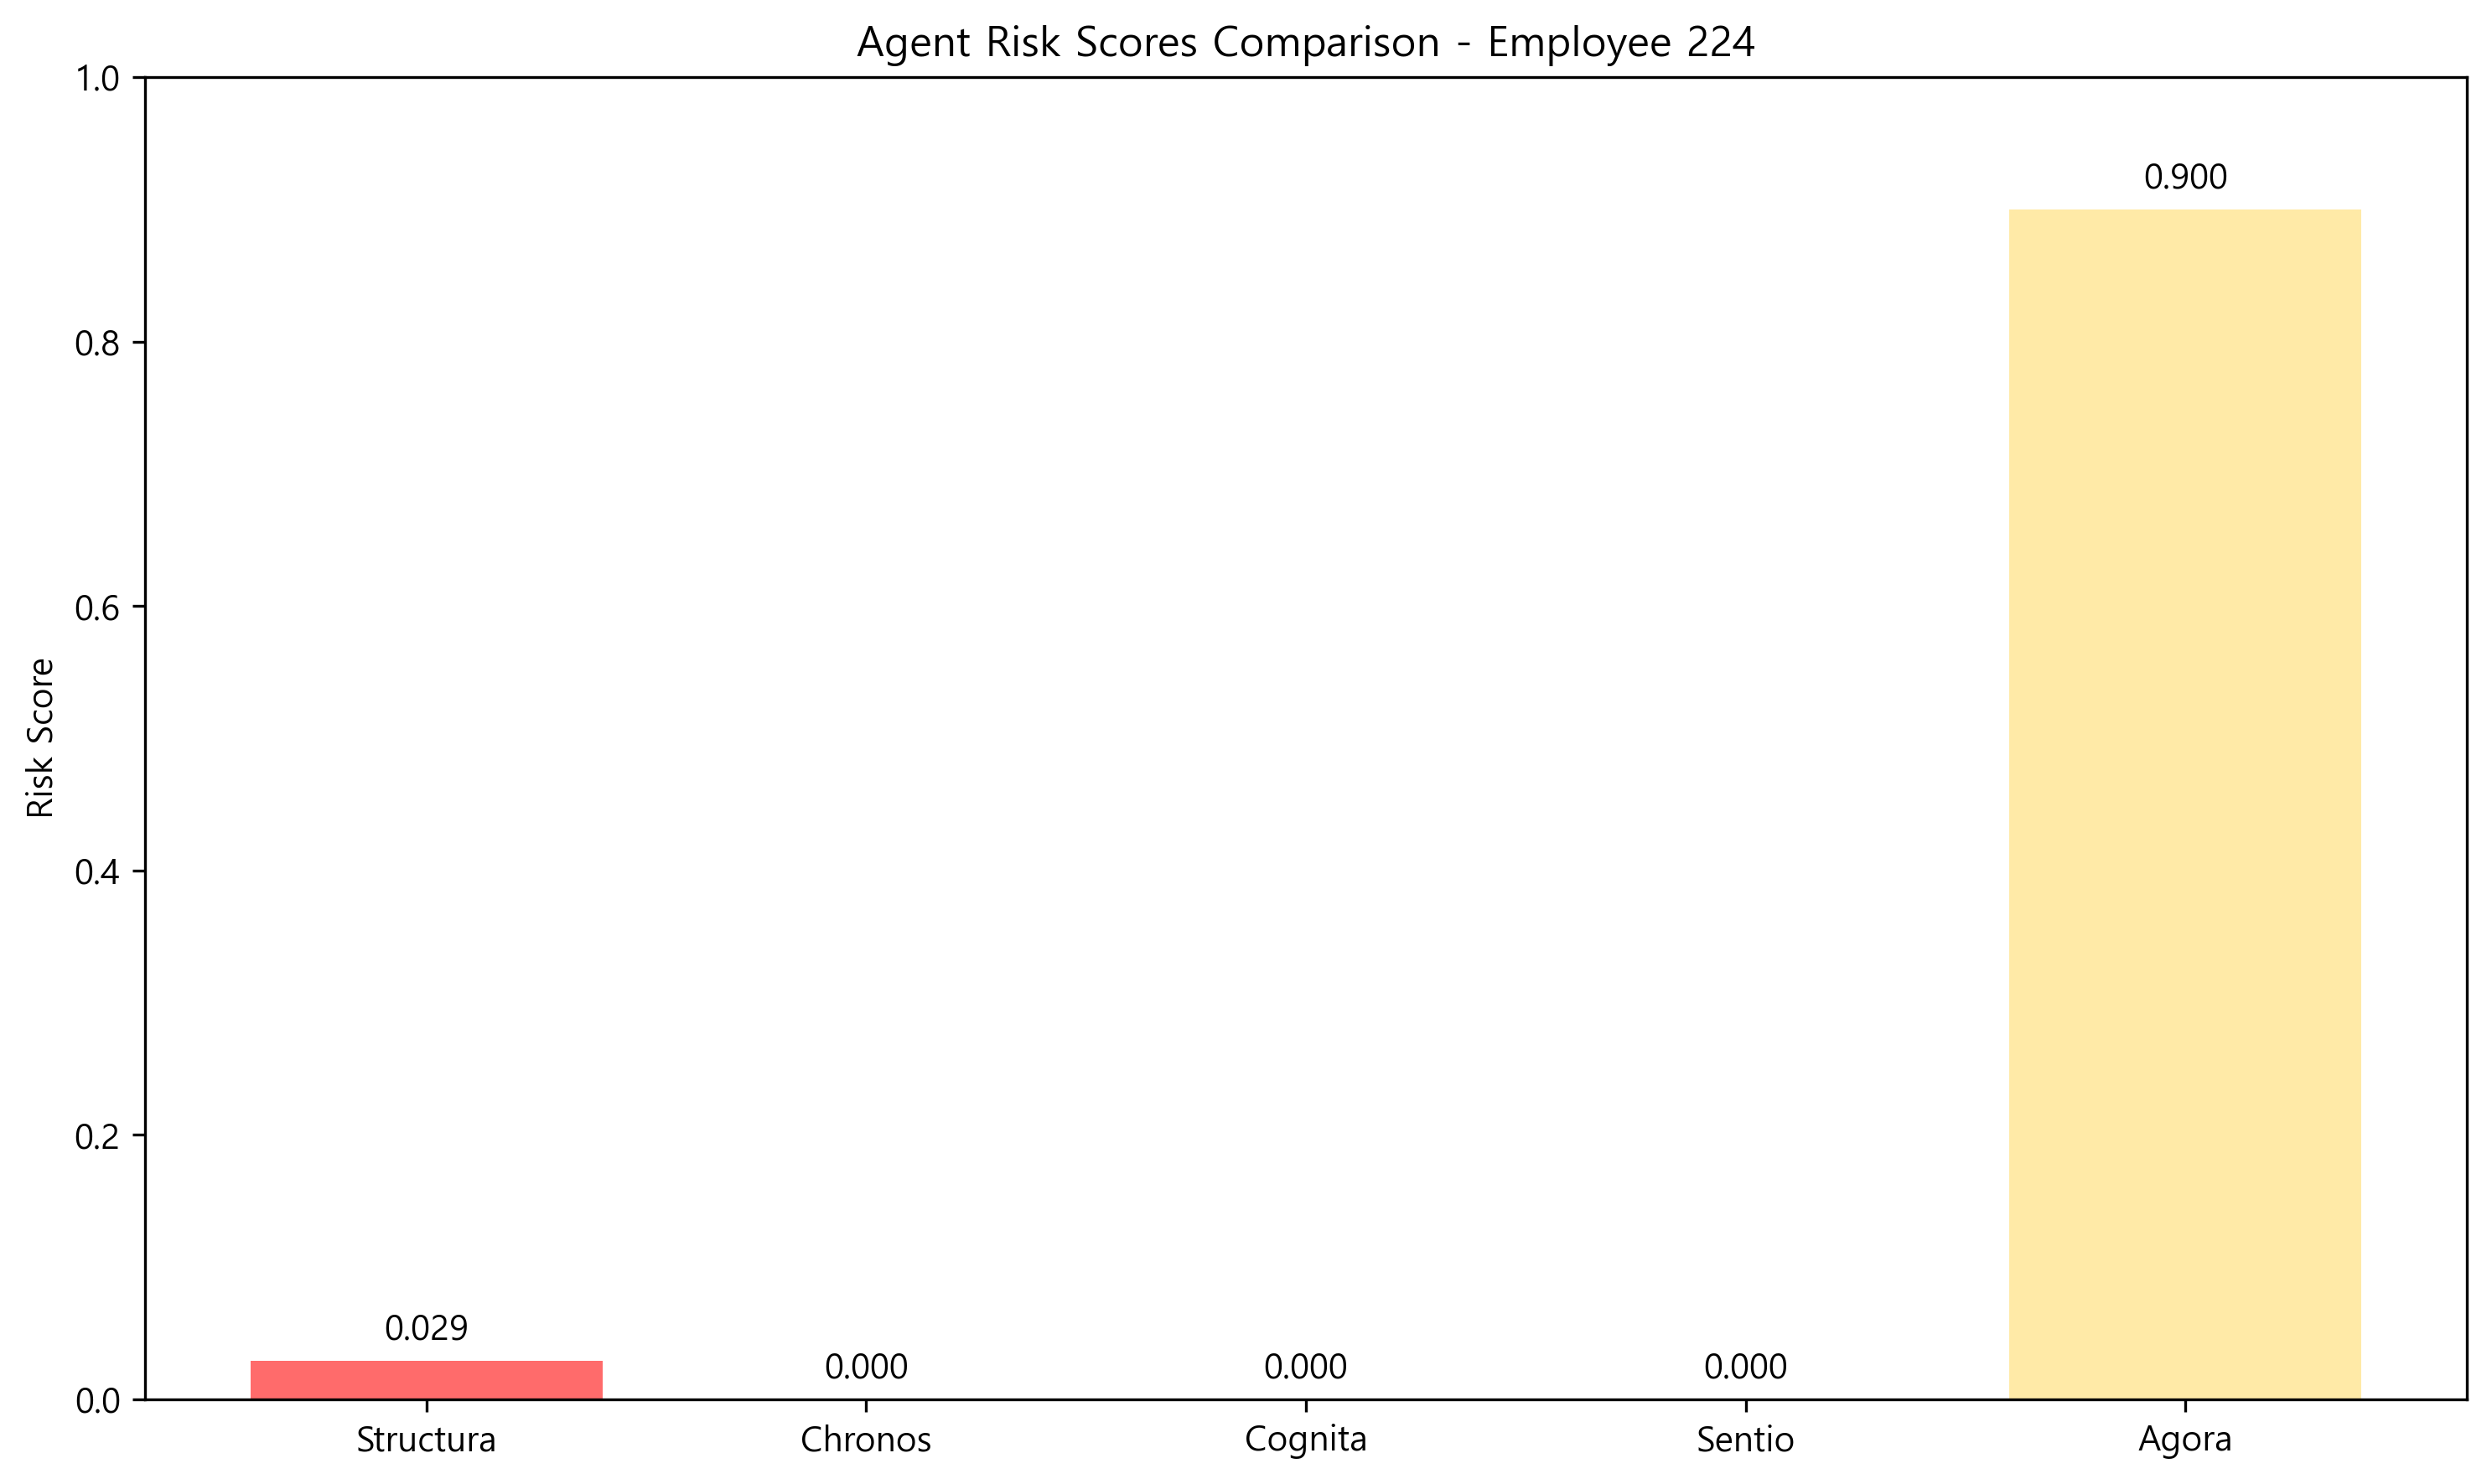 Agent Risk Scores Comparison - Employee 224
Risk Score
1.0
0.8
0.6
0.4
0.2
0.0
0.029
0.000
0.000
0.000
0.900
Structura
Chronos
Cognita
Sentio
Agora